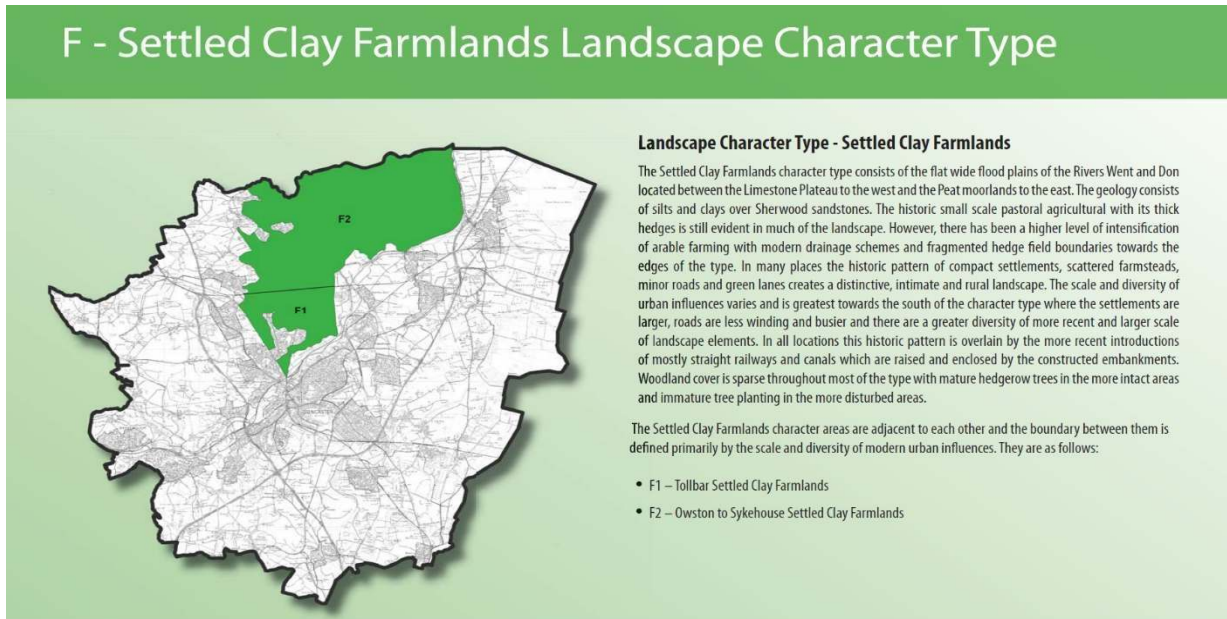 F - Settled Clay Farmlands Landscape Character Type
F2
F1
Landscape Character Type - Settled Clay Farmlands
The Settled Clay Farmlands character type consists of the flat wide flood plains of the Rivers Went and Don
located between the Limestone Plateau to the west and the Peat moorlands to the east. The geology consists
of silts and clays over Sherwood sandstones. The historic small scale pastoral agricultural with its thick
hedges is still evident in much of the landscape. However, there has been a higher level of intensification
of arable farming with modern drainage schemes and fragmented hedge field boundaries towards the
edges of the type. In many places the historic pattern of compact settlements, scattered farmsteads,
minor roads and green lanes creates a distinctive, intimate and rural landscape. The scale and diversity of
urban influences varies and is greatest towards the south of the character type where the settlements are
larger, roads are less winding and busier and there are a greater diversity of more recent and larger scale
of landscape elements. In all locations this historic pattern is overlain by the more recent introductions
of mostly straight railways and canals which are raised and enclosed by the constructed embankments.
Woodland cover is sparse throughout most of the type with mature hedgerow trees in the more intact areas
and immature tree planting in the more disturbed areas.
The Settled Clay Farmlands character areas are adjacent to each other and the boundary between them is
defined primarily by the scale and diversity of modern urban influences. They are as follows:
• F1 – Tollbar Settled Clay Farmlands
• F2 – Owston to Sykehouse Settled Clay Farmlands